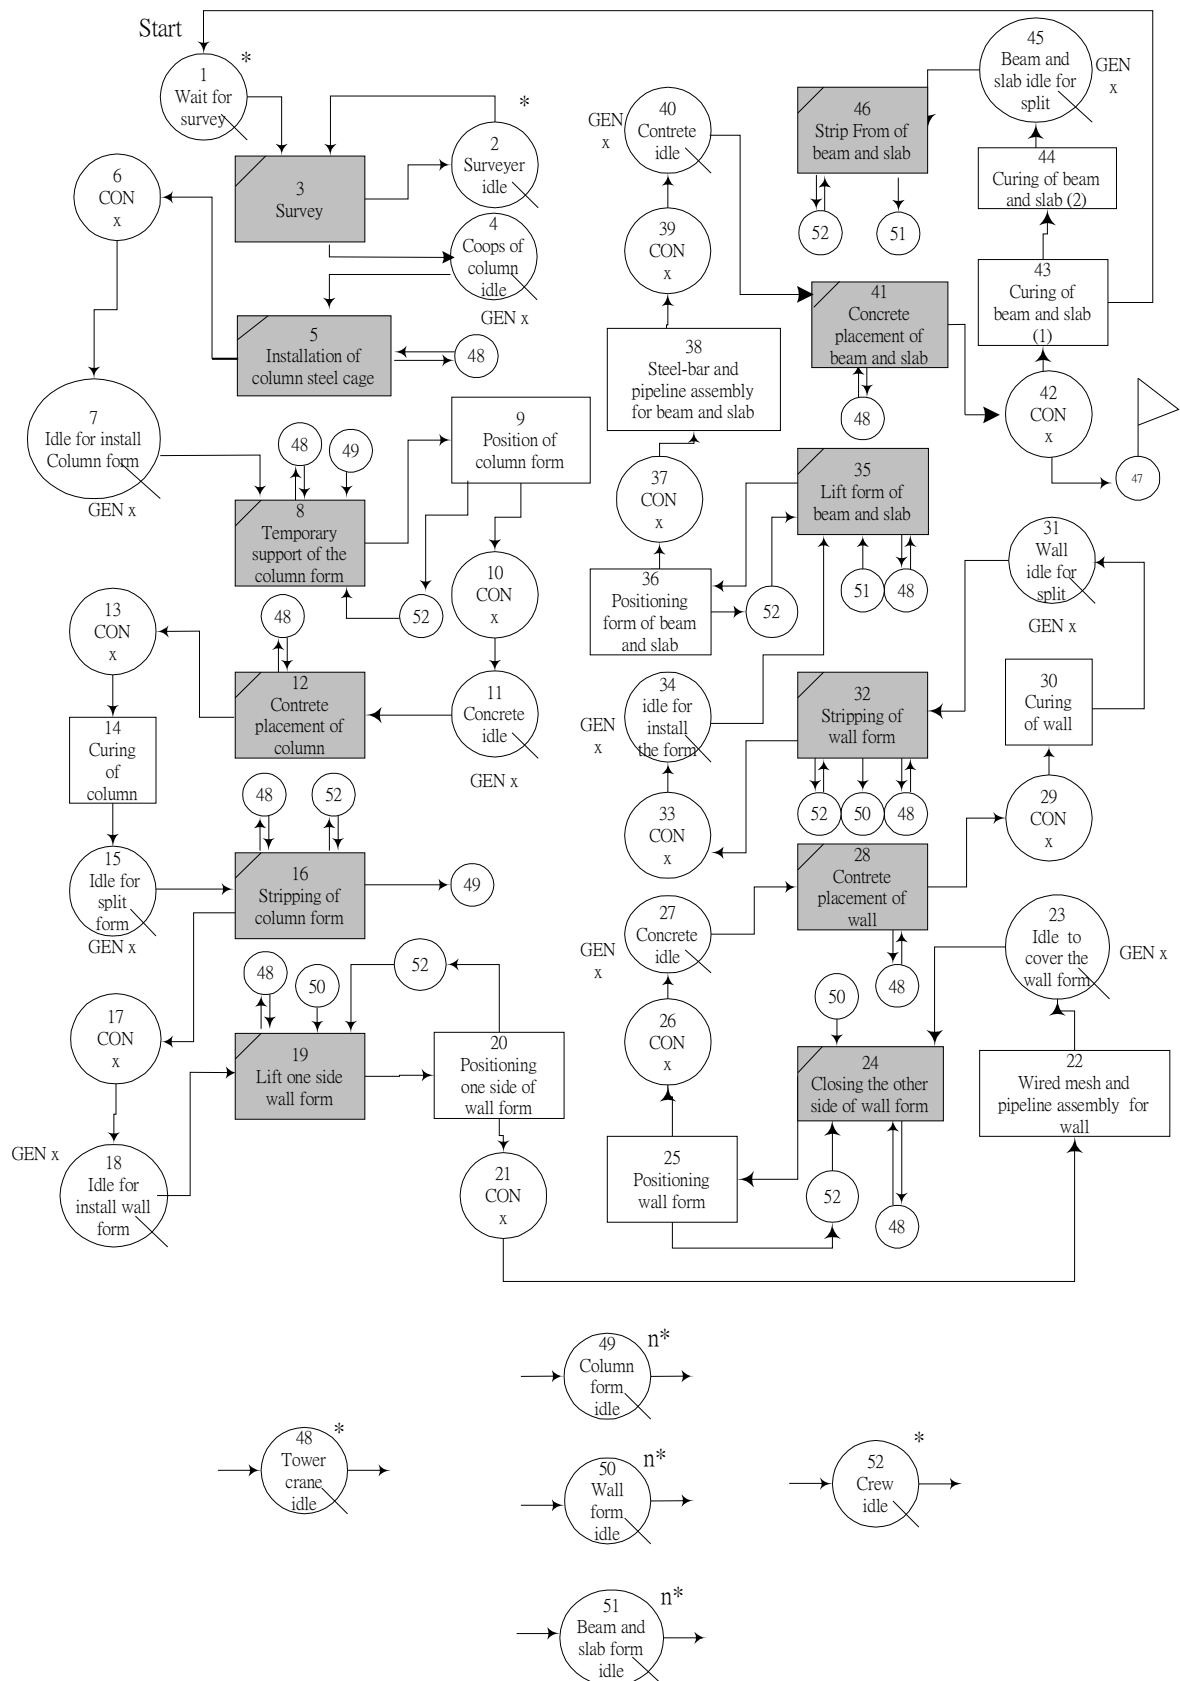 Start
1
Wait for
survey
*
2
Surveyer
idle
*
3
Survey
4
Coops of
column
idle
GEN x
5
Installation of
column steel cage
48
6
CON
x
7
Idle for install
Column form
GEN x
48
49
8
Temporary
support of the
column form
52
9
Position of
column form
10
CON
x
11
Concrete
idle
GEN x
48
12
Contrete
placement of
column
13
CON
x
14
Curing
of
column
15
Idle for
split
form
GEN x
48
52
16
Stripping of
column form
49
17
CON
x
GEN x
18
Idle for
install wall
form
48
50
52
19
Lift one side
wall form
20
Positioning
one side of
wall form
21
CON
x
22
Wired mesh and
pipeline assembly for
wall
23
Idle to
cover the
wall form
GEN x
50
24
Closing the other
side of wall form
52
48
25
Positioning
wall form
26
CON
x
27
Concrete
idle
GEN
x
28
Contrete
placement of
wall
48
29
CON
x
30
Curing
of wall
31
Wall
idle for
split
GEN x
32
Stripping of
wall form
52
50
48
33
CON
x
34
idle for
install
the form
GEN
x
35
Lift form of
beam and slab
51
48
36
Positioning
form of beam
and slab
52
37
CON
x
38
Steel-bar and
pipeline assembly
for beam and slab
39
CON
x
40
Contrete
idle
GEN
x
41
Concrete
placement of
beam and slab
48
42
CON
x
47
43
Curing of
beam and slab
(1)
44
Curing of beam
and slab (2)
45
Beam and
slab idle for
split
GEN
x
46
Strip From of
beam and slab
52
51
49
Column
form
idle
n*
48
Tower
crane
idle
*
50
Wall
form
idle
n*
52
Crew
idle
*
51
Beam and
slab form
idle
n*